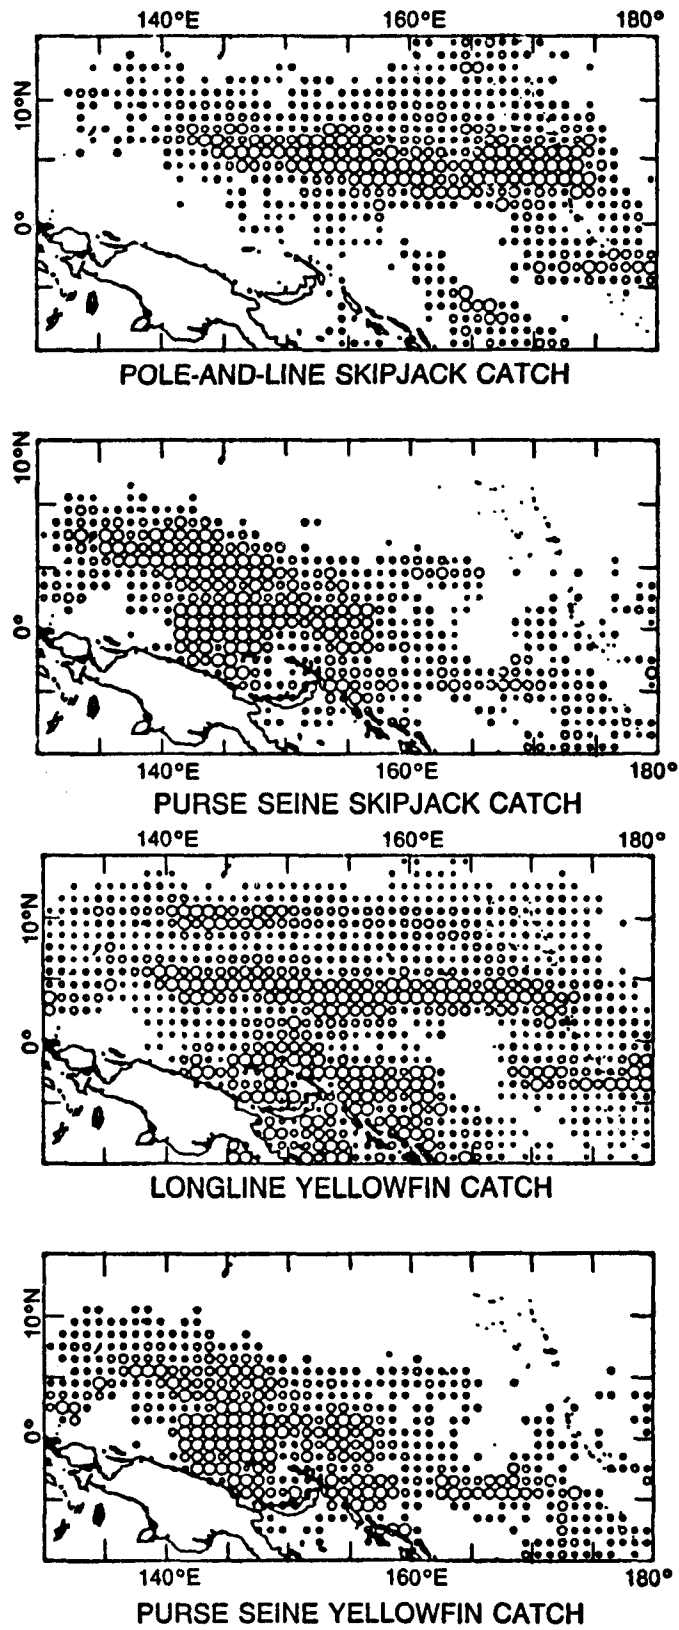 140°E 160°E 180°
10°N
0°
POLE-AND-LINE SKIPJACK CATCH
10°N
0°
140°E 160°E 180°
PURSE SEINE SKIPJACK CATCH
140°E 160°E 180°
10°N
0°
LONGLINE YELLOWFIN CATCH
10°N
0°
140°E 160°E 180°
PURSE SEINE YELLOWFIN CATCH